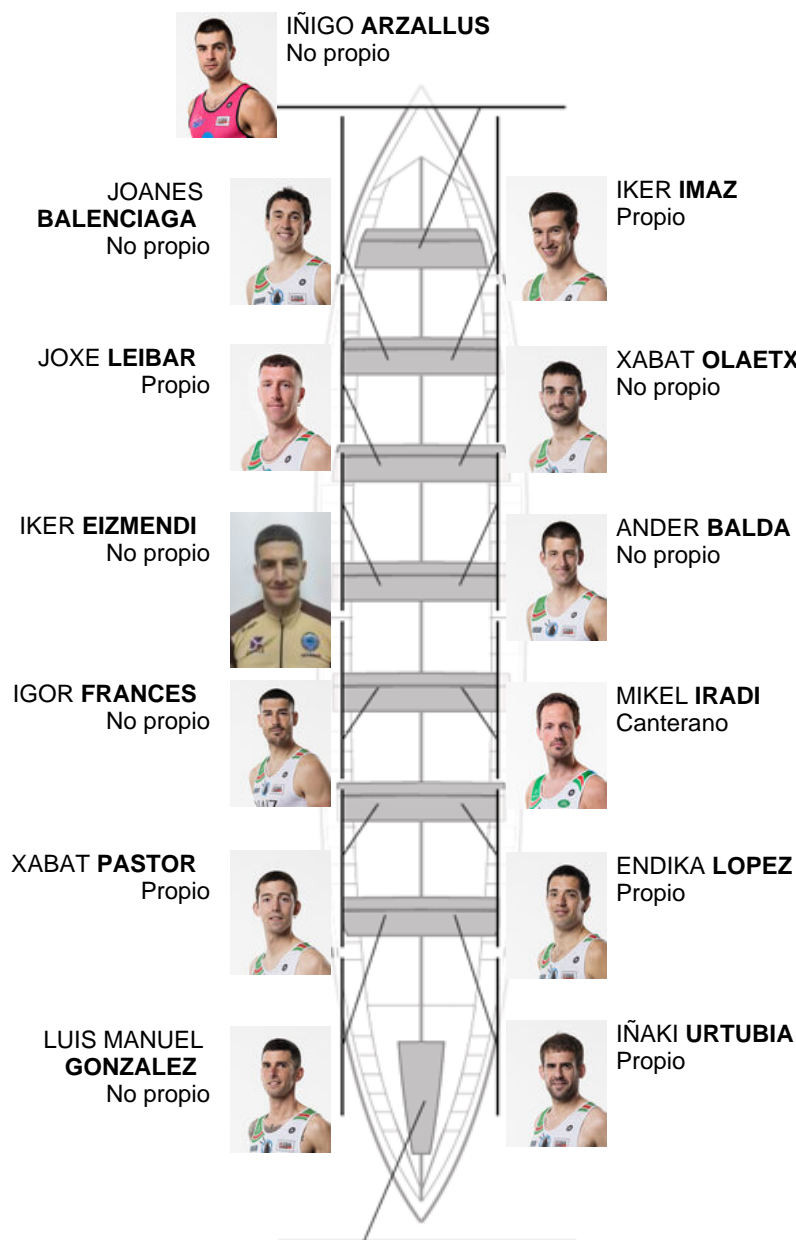 IÑIGO ARZALLUS
No propio
JOANES
BALENCIAGA
No propio
IKER IMAZ
Propio
JOXE LEIBAR
Propio
XABAT OLAETX
No propio
IKER EIZMENDI
No propio
ANDER BALDA
No propio
IGOR FRANCES
No propio
MIKEL IRADI
Canterano
XABAT PASTOR
Propio
ENDIKA LOPEZ
Propio
LUIS MANUEL
GONZALEZ
No propio
IÑAKI URTUBIA
Propio